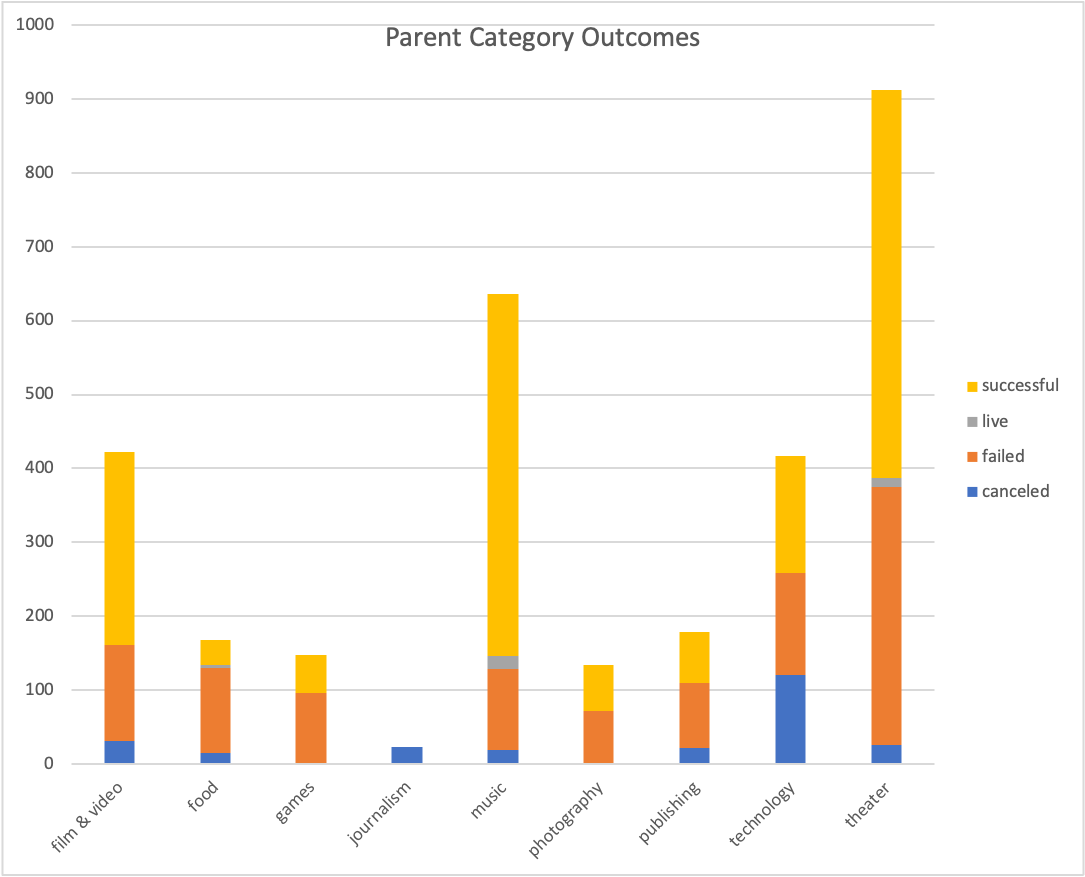 Parent Category Outcomes
1000
900
800
700
600
500
400
300
200
100
0
film & video
food
games
journalism
music
photography
publishing
technology
theater
successful
live
failed
canceled